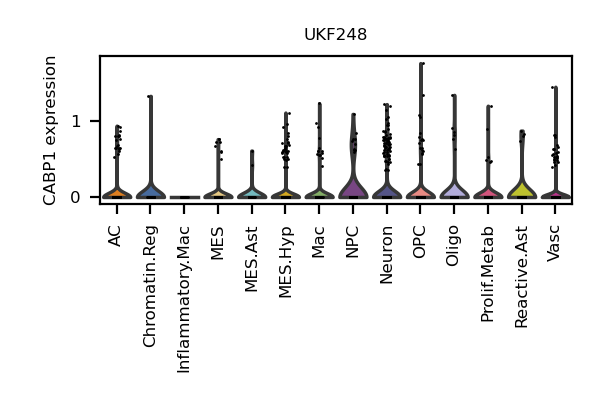 UKF248
CABP1 expression
1
0
AC
Chromatin.Reg
Inflammatory.Mac
MES
MES.Ast
MES.Hyp
Mac
NPC
Neuron
OPC
Oligo
Prolif.Metab
Reactive.Ast
Vasc